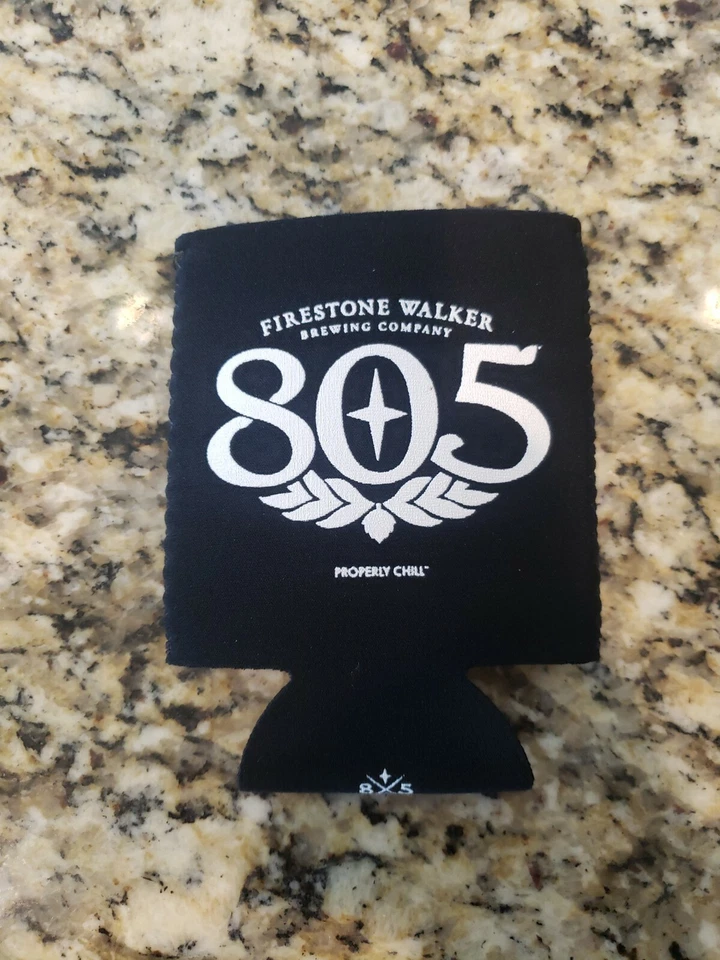 FIRESTONE WALKER
BREWING COMPANY
805
PROPERLY CHILL™
8 5